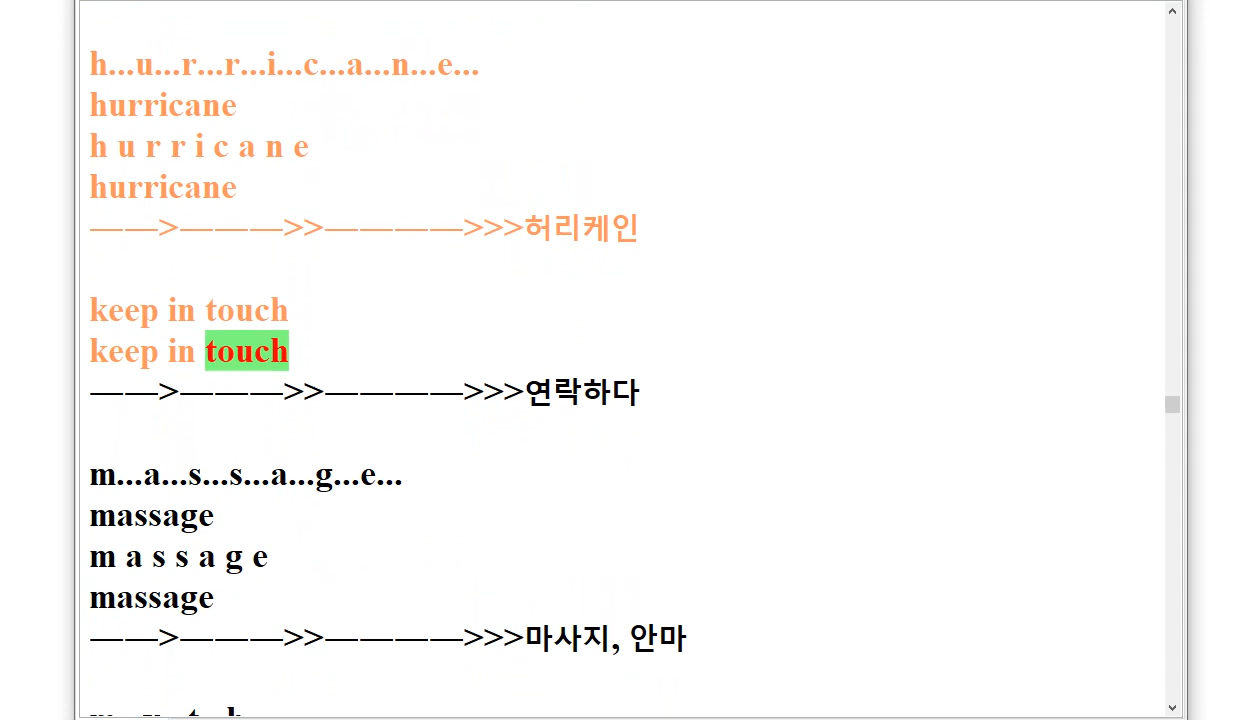 h...u...r...r...i...c...a...n...e...
hurricane
h u r r i c a n e
hurricane
——>———>>————>>>허리케인
keep in touch
keep in touch
——>———>>————>>>연락하다
m...a...s...s...a...g...e...
massage
m a s s a g e
massage
——>———>>————>>>마사지, 안마